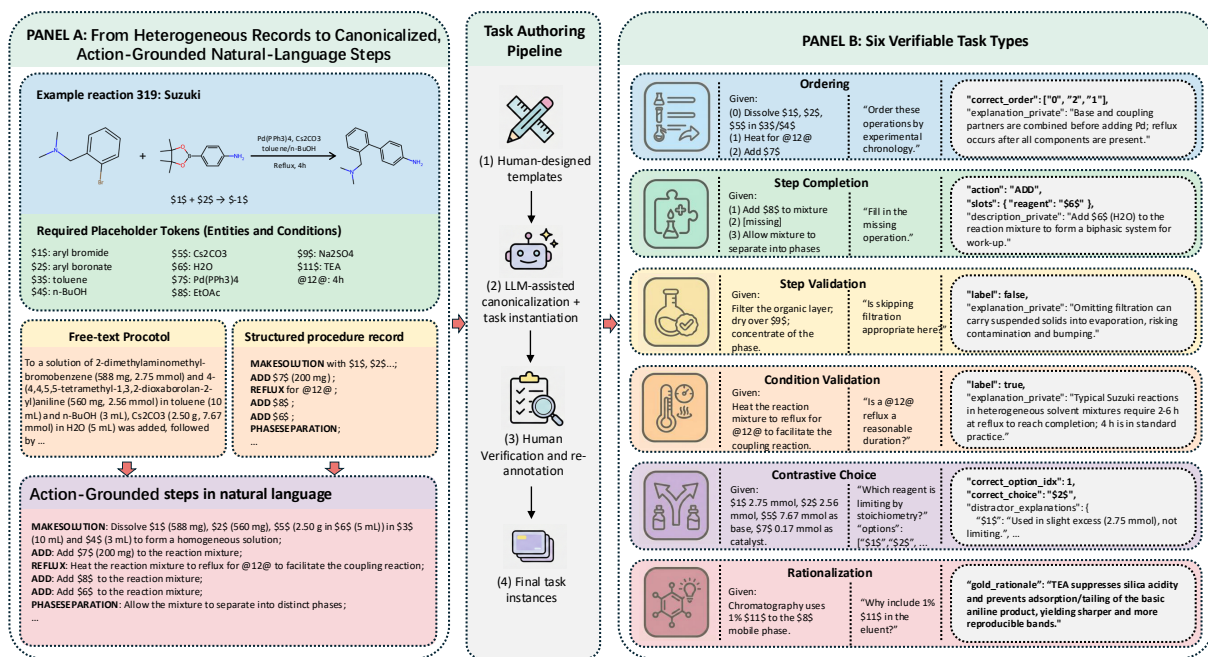 PANEL A: From Heterogeneous Records to Canonicalized,
Action-Grounded Natural-Language Steps
Example reaction 319: Suzuki
N
Br
+
O
O
B
NH2
Pd(PPh3)4, Cs2CO3
toluene/n-BuOH
Reflux, 4h
NH2
N
$1$ + $2$ → $-1$
Required Placeholder Tokens (Entities and Conditions)
$1$: aryl bromide
$2$: aryl boronate
$3$: toluene
$4$: n-BuOH
$5$: Cs2CO3
$6$: H2O
$7$: Pd(PPh3)4
$8$: EtOAc
$9$: Na2SO4
$11$: TEA
@12@: 4h
Free-text Procotol
To a solution of 2-dimethylaminomethyl-
bromobenzene (588 mg, 2.75 mmol) and 4-
(4,4,5,5-tetramethyl-1,3,2-dioxaborolan-2-
yl)aniline (560 mg, 2.56 mmol) in toluene (10
mL) and n-BuOH (3 mL), Cs2CO3 (2.50 g, 7.67
mmol) in H2O (5 mL) was added, followed
by ...
Structured procedure record
MAKESOLUTION with $1$, $2$...;
ADD $7$ (200 mg) ;
REFLUX for @12@ ;
ADD $8$ ;
ADD $6$ ;
PHASESEPARATION;
...
Action-Grounded steps in natural language
MAKESOLUTION: Dissolve $1$ (588 mg), $2$ (560 mg), $5$ (2.50 g in $6$ (5 mL)) in $3$
(10 mL) and $4$ (3 mL) to form a homogeneous solution;
ADD: Add $7$ (200 mg) to the reaction mixture;
REFLUX: Heat the reaction mixture to reflux for @12@ to facilitate the coupling reaction;
ADD: Add $8$ to the reaction mixture;
ADD: Add $6$ to the reaction mixture;
PHASESEPARATION: Allow the mixture to separate into distinct phases;
...
Task Authoring
Pipeline
(1) Human-designed
templates
(2) LLM-assisted
canonicalization +
task instantiation
(3) Human
Verification and re-
annotation
(4) Final task
instances
PANEL B: Six Verifiable Task Types
Ordering
Given:
(0) Dissolve $1$, $2$,
$5$ in $3$/$4$
(1) Heat for @12@
(2) Add $7$
"Order these
operations by
experimental
chronology."
"correct_order": ["0", "2", "1"],
"explanation_private": "Base and coupling
partners are combined before adding Pd; reflux
occurs after all components are present."
Step Completion
Given:
(1) Add $8$ to mixture
(2) [missing]
(3) Allow mixture to
separate into phases
"Fill in the
missing
operation."
"action": "ADD",
"slots": { "reagent": "$6$" },
"description_private": "Add $6$ (H2O) to the
reaction mixture to form a biphasic system for
work-up."
Step Validation
Given:
Filter the organic layer;
dry over $9$;
concentrate of the
phase.
"Is skipping
filtration
appropriate here?"
"label": false,
"explanation_private": "Omitting filtration can
carry suspended solids into evaporation, risking
contamination and bumping."
Condition Validation
Given:
Heat the reaction
mixture to reflux for
@12@ to facilitate the
coupling reaction.
"Is a @12@
reflux a
reasonable
duration?"
"label": true,
"explanation_private": "Typical Suzuki reactions
in heterogeneous solvent mixtures require 2-6 h
at reflux to reach completion; 4 h is in standard
practice."
Contrastive Choice
Given:
$1$ 2.75 mmol, $2$ 2.56
mmol, $5$ 7.67 mmol as
base, $7$ 0.17 mmol as
catalyst.
"Which reagent is
limiting by
stoichiometry?"
"options":
["$1$","$2$", ...
"correct_option_idx": 1,
"correct_choice": "$2$",
"distractor_explanations": {
"$1$": "Used in slight excess (2.75 mmol), not
limiting.", ...
Rationalization
Given:
Chromatography uses
1% $11$ to the $8$
mobile phase.
"Why include 1%
$11$ in the
eluent?"
"gold_rationale": "TEA suppresses silica acidity
and prevents adsorption/tailing of the basic
aniline product, yielding sharper and more
reproducible bands."